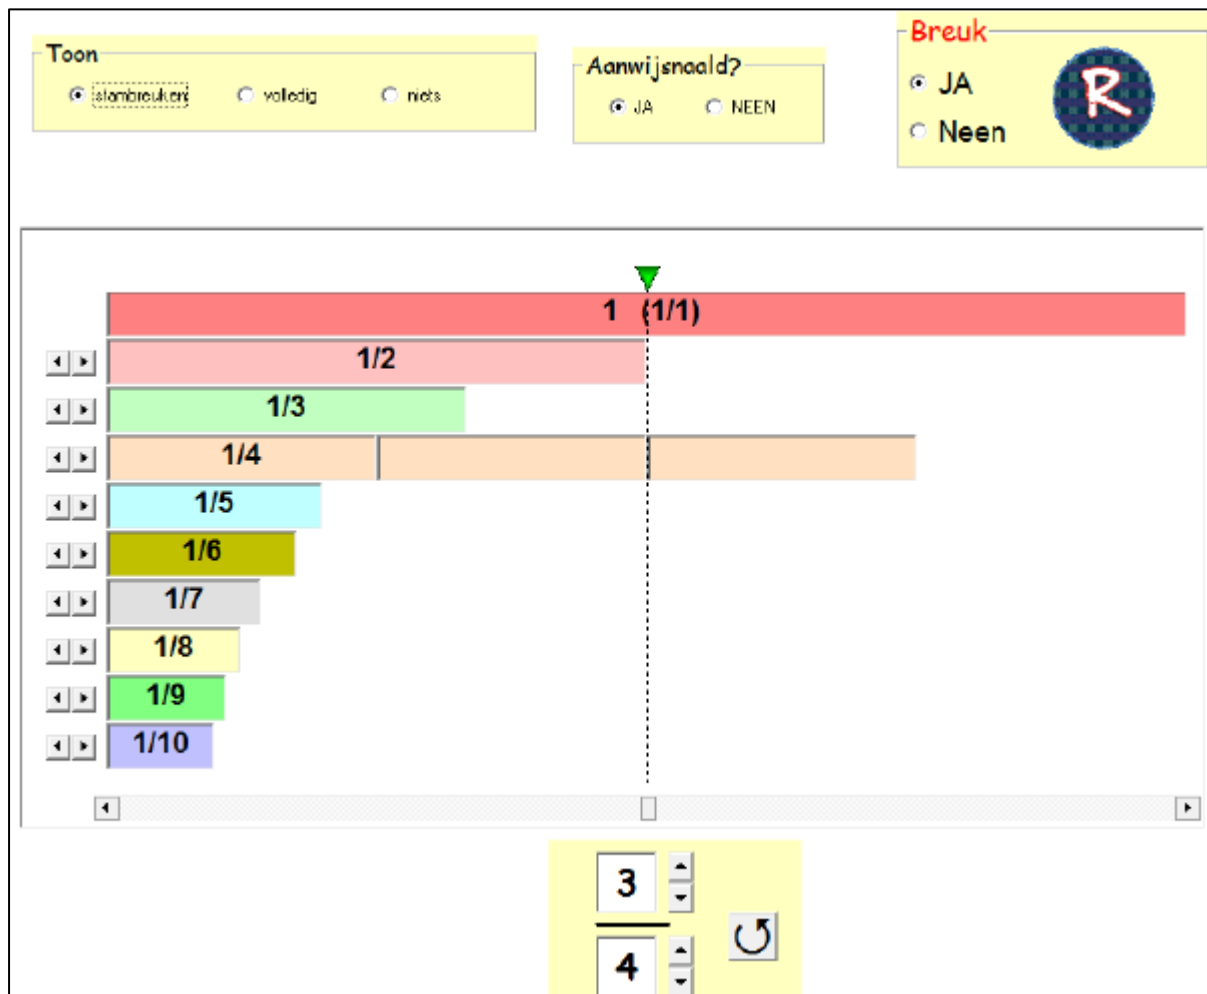 Toon
stambreuken volledig niets
Aanwijsnaald?
JA NEEN
Breuk
JA
Neen
R
1 (1/1)
1/2
1/3
1/4
1/5
1/6
1/7
1/8
1/9
1/10
3
4